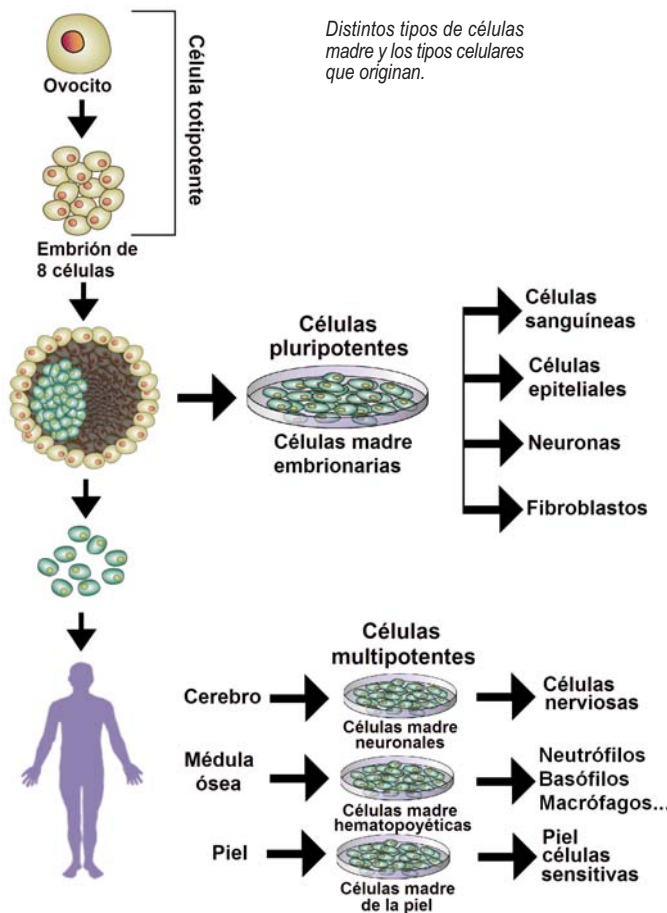 Distintos tipos de células
madre y los tipos celulares
que originan.
Ovocito
Célula totipotente
Embrión de
8 células
Células
pluripotentes
Células madre
embrionarias
Células
sanguíneas
Células
epiteliales
Neuronas
Fibroblastos
Células
multipotentes
Cerebro
Células madre
neuronales
Células
nerviosas
Médula
ósea
Células madre
hematopoyéticas
Neutrófilos
Basófilos
Macrófagos...
Piel
Células madre
de la piel
Piel
células
sensitivas